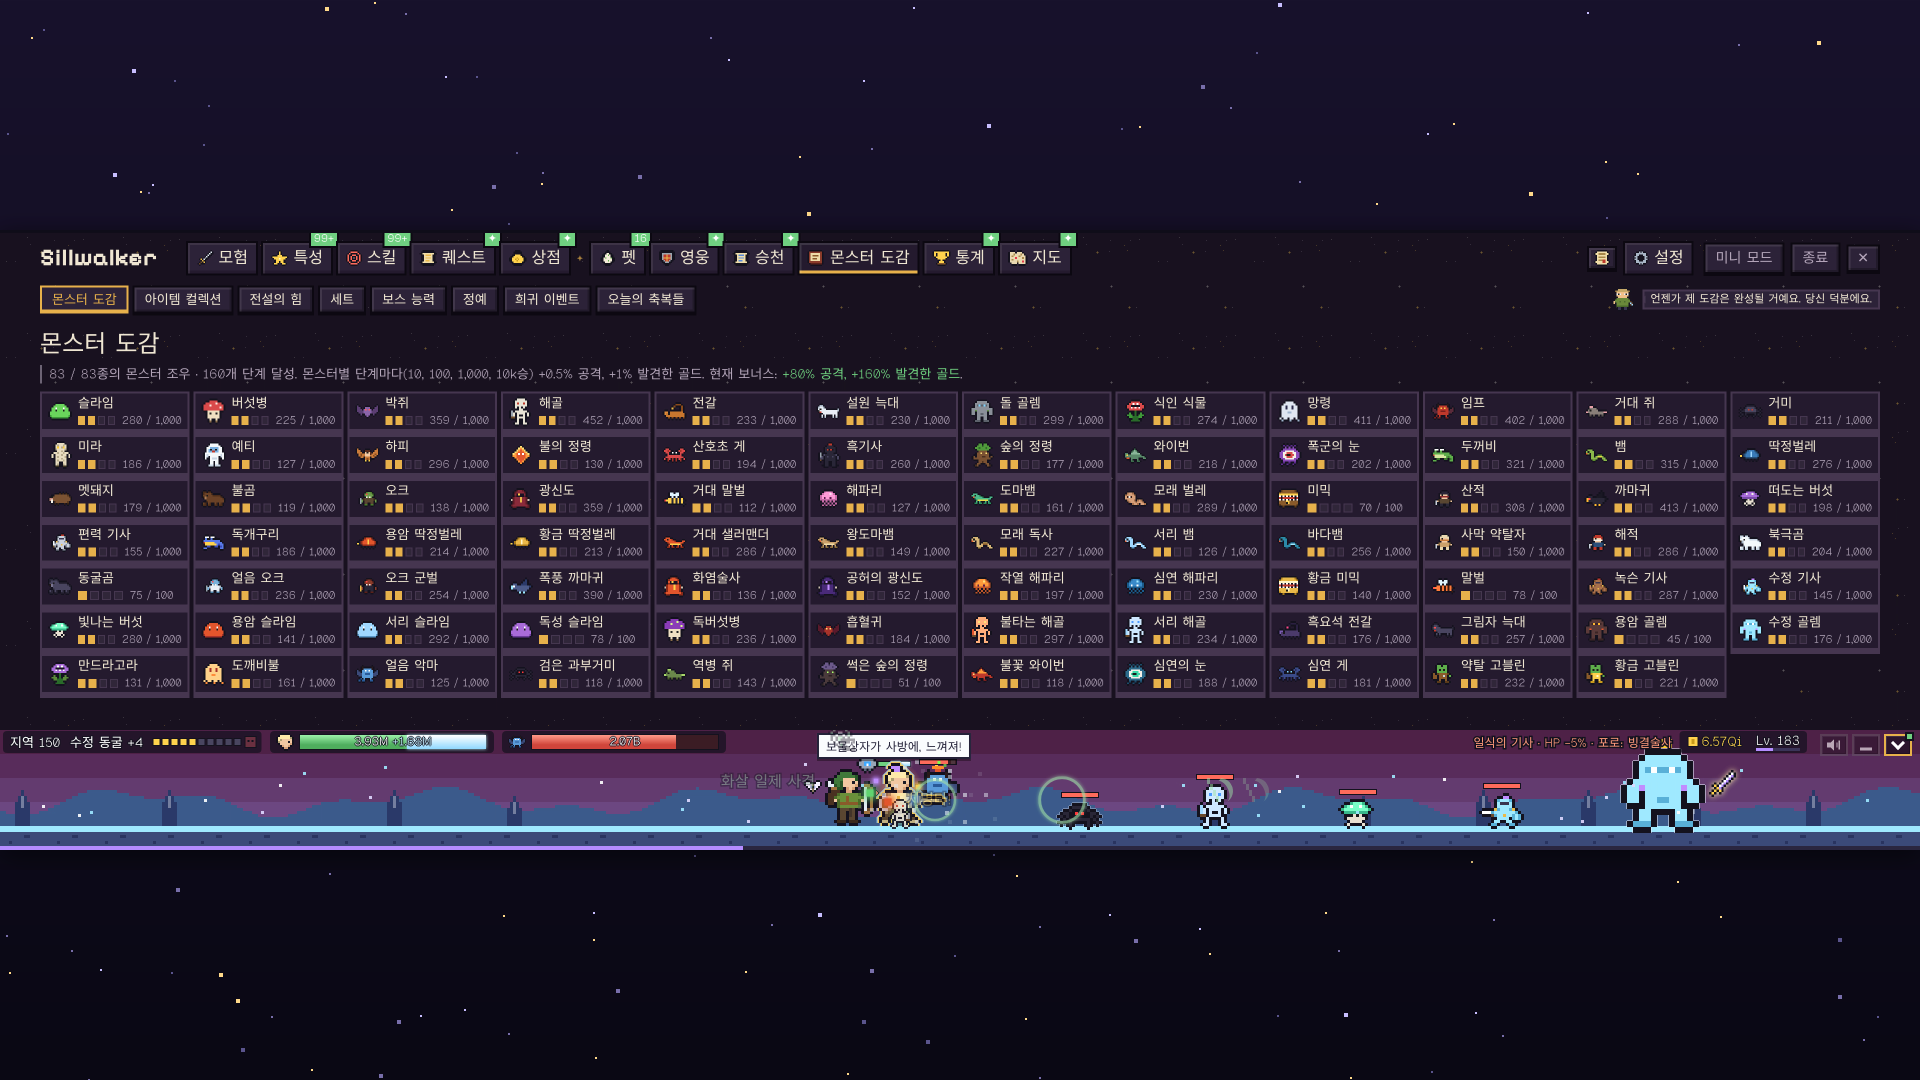 99+ 99+ 16
Sillwalker 모험 특성 스킬 퀘스트 상점 펫 영웅 승천 몬스터 도감 통계 지도 설정 미니 모드 종료 ×
몬스터 도감 아이템 컬렉션 전설의 힘 세트 보스 능력 정예 희귀 이벤트 오늘의 축복들 언젠가 제 도감은 완성될 거예요. 당신 덕분에요.
몬스터 도감
83 / 83종의 몬스터 조우 · 160개 단계 달성. 몬스터별 단계마다(10, 100, 1,000, 10k승) +0.5% 공격, +1% 발견한 골드. 현재 보너스: +80% 공격, +160% 발견한 골드.
슬라임 버섯병 박쥐 해골 전갈 설원 늑대 돌 골렘 식인 식물 망령 임프 거대 쥐 거미
280 / 1,000 225 / 1,000 359 / 1,000 452 / 1,000 233 / 1,000 230 / 1,000 299 / 1,000 274 / 1,000 411 / 1,000 402 / 1,000 288 / 1,000 211 / 1,000
미라 예티 하피 불의 정령 산호초 게 흑기사 숲의 정령 와이번 폭군의 눈 두꺼비 뱀 딱정벌레
186 / 1,000 127 / 1,000 296 / 1,000 130 / 1,000 194 / 1,000 260 / 1,000 177 / 1,000 218 / 1,000 202 / 1,000 321 / 1,000 315 / 1,000 276 / 1,000
멧돼지 불곰 오크 광신도 거대 말벌 해파리 도마뱀 모래 벌레 미믹 산적 까마귀 떠도는 버섯
179 / 1,000 119 / 1,000 138 / 1,000 359 / 1,000 112 / 1,000 127 / 1,000 161 / 1,000 289 / 1,000 70 / 100 308 / 1,000 413 / 1,000 198 / 1,000
편력 기사 독개구리 용암 딱정벌레 황금 딱정벌레 거대 샐러맨더 왕도마뱀 모래 독사 서리 뱀 바다뱀 사막 약탈자 해적 북극곰
155 / 1,000 186 / 1,000 214 / 1,000 213 / 1,000 286 / 1,000 149 / 1,000 227 / 1,000 126 / 1,000 256 / 1,000 150 / 1,000 286 / 1,000 204 / 1,000
동굴곰 얼음 오크 오크 군벌 폭풍 까마귀 화염술사 공허의 광신도 작열 해파리 심연 해파리 황금 미믹 말벌 녹슨 기사 수정 기사
75 / 100 236 / 1,000 254 / 1,000 390 / 1,000 136 / 1,000 152 / 1,000 197 / 1,000 230 / 1,000 140 / 1,000 78 / 100 287 / 1,000 145 / 1,000
빛나는 버섯 용암 슬라임 서리 슬라임 독성 슬라임 독버섯병 흡혈귀 불타는 해골 서리 해골 흑요석 전갈 그림자 늑대 용암 골렘 수정 골렘
280 / 1,000 141 / 1,000 292 / 1,000 78 / 100 236 / 1,000 184 / 1,000 297 / 1,000 234 / 1,000 176 / 1,000 257 / 1,000 45 / 100 176 / 1,000
만드라고라 도깨비불 얼음 악마 검은 과부거미 역병 쥐 썩은 숲의 정령 불꽃 와이번 심연의 눈 심연 게 약탈 고블린 황금 고블린
131 / 1,000 161 / 1,000 125 / 1,000 118 / 1,000 143 / 1,000 51 / 100 118 / 1,000 188 / 1,000 181 / 1,000 232 / 1,000 221 / 1,000
지역 150 수정 동굴 +4 3.93M +1.68M 2.07B 일식의 기사 · HP -5% · 포로: 빙결술사 6.57Qi Lv. 183
보물상자가 사방에, 느껴져!
화살 일제 사격